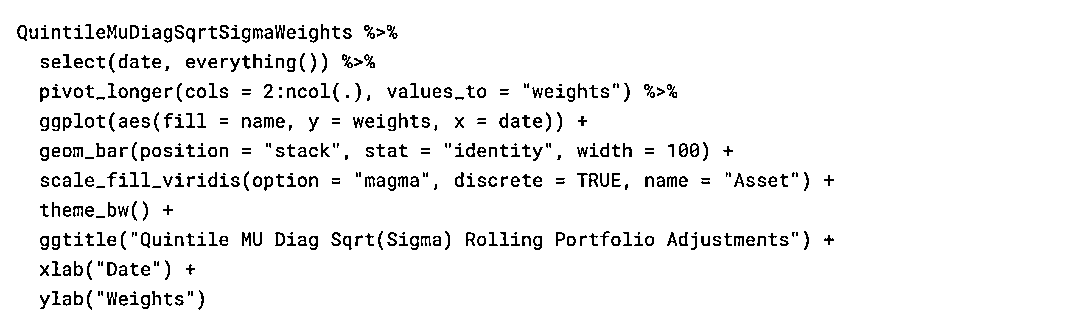 QuintileMuDiagSqrtSigmaWeights %>%
  select(date, everything()) %>%
  pivot_longer(cols = 2:ncol(.), values_to = "weights") %>%
  ggplot(aes(fill = name, y = weights, x = date)) +
  geom_bar(position = "stack", stat = "identity", width = 100) +
  scale_fill_viridis(option = "magma", discrete = TRUE, name = "Asset") +
  theme_bw() +
  ggtitle("Quintile MU Diag Sqrt(Sigma) Rolling Portfolio Adjustments") +
  xlab("Date") +
  ylab("Weights")